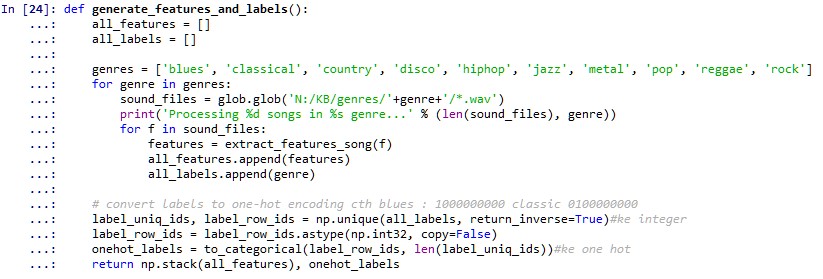 In [24]: def generate_features_and_labels():
    ...:     all_features = []
    ...:     all_labels = []
    ...:
    ...:     genres = ['blues', 'classical', 'country', 'disco', 'hiphop', 'jazz', 'metal', 'pop', 'reggae', 'rock']
    ...:     for genre in genres:
    ...:         sound_files = glob.glob('N:/KB/genres/'+genre+'/*.wav')
    ...:         print('Processing %d songs in %s genre...' % (len(sound_files), genre))
    ...:         for f in sound_files:
    ...:             features = extract_features_song(f)
    ...:             all_features.append(features)
    ...:             all_labels.append(genre)
    ...:
    ...:     # convert labels to one-hot encoding cth blues : 1000000000 classic 0100000000
    ...:     label_uniq_ids, label_row_ids = np.unique(all_labels, return_inverse=True)#ke integer
    ...:     label_row_ids = label_row_ids.astype(np.int32, copy=False)
    ...:     onehot_labels = to_categorical(label_row_ids, len(label_uniq_ids))#ke one hot
    ...:     return np.stack(all_features), onehot_labels